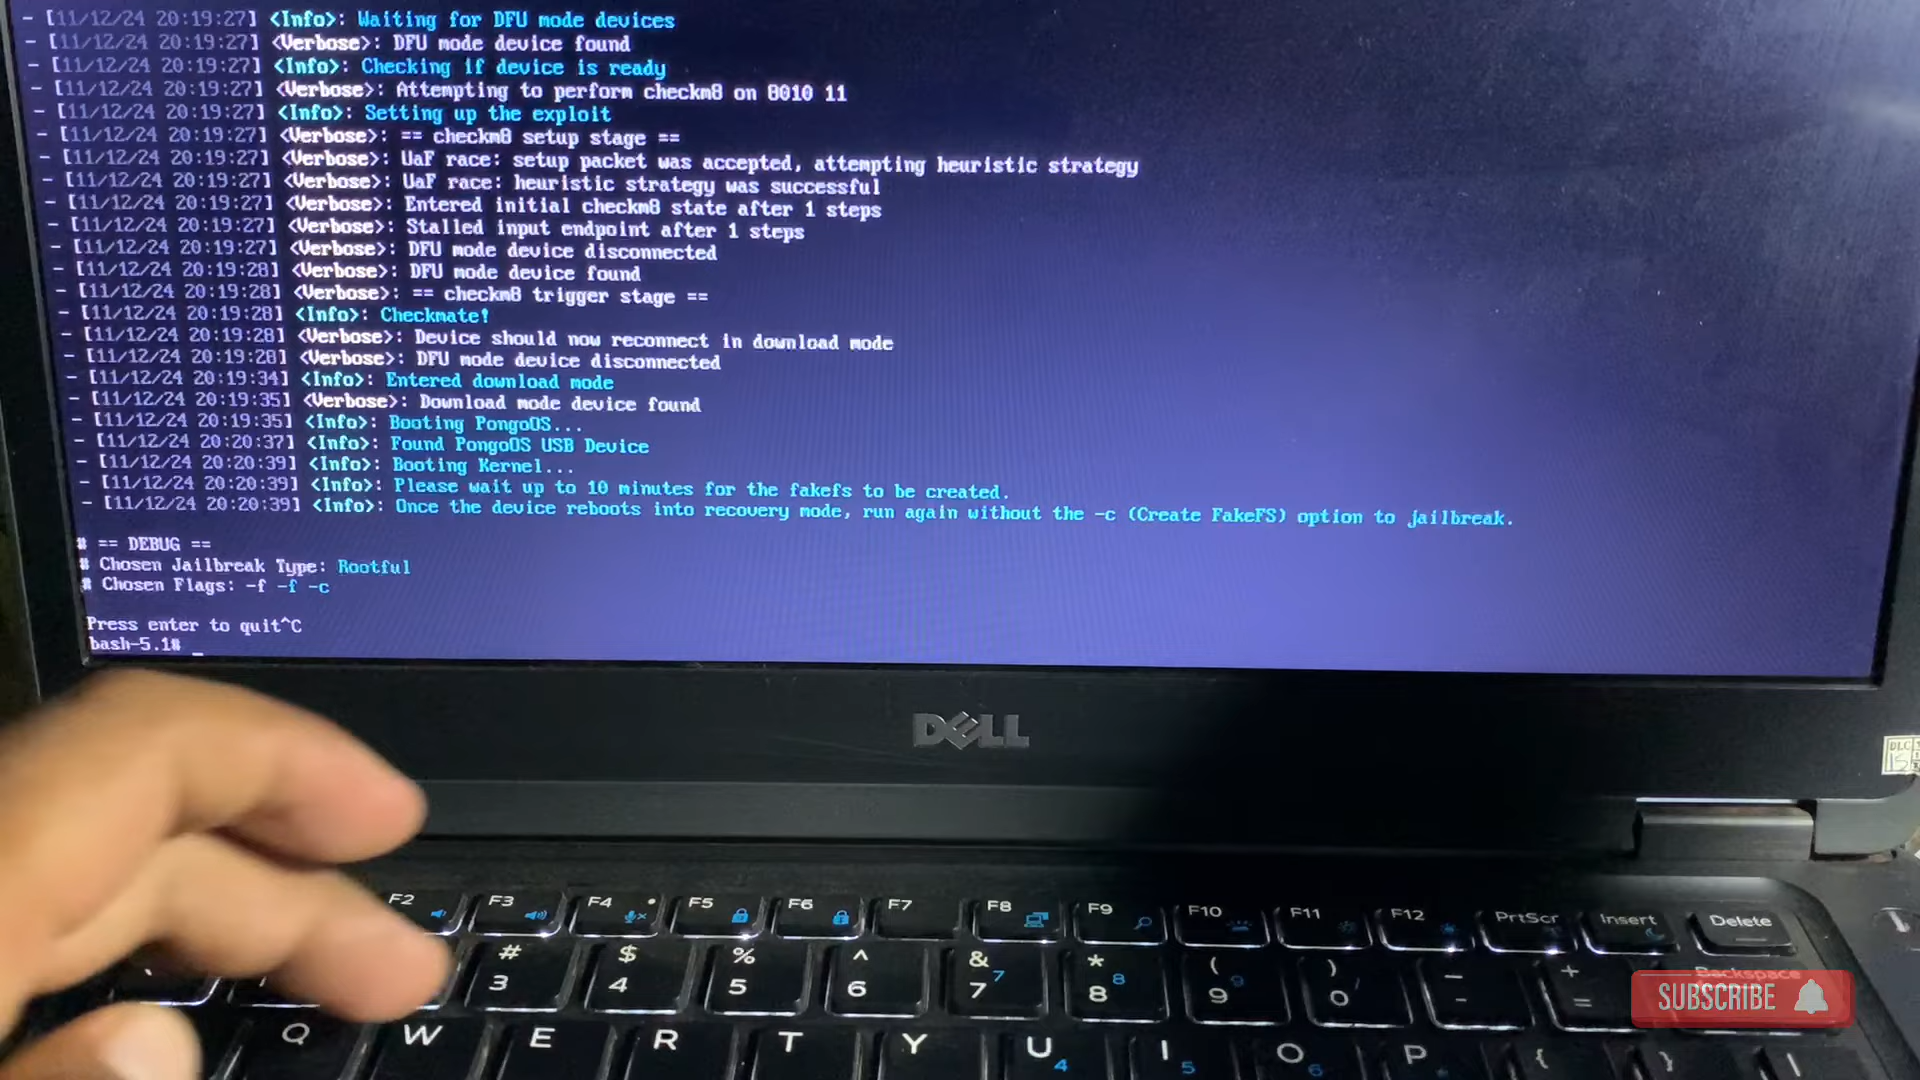 - [11/12/24 20:19:27] <Info>: Waiting for DFU mode devices
- [11/12/24 20:19:27] <Verbose>: DFU mode device found
- [11/12/24 20:19:27] <Info>: Checking if device is ready
- [11/12/24 20:19:27] <Verbose>: Attempting to perform checkm8 on 8010 11
- [11/12/24 20:19:27] <Info>: Setting up the exploit
- [11/12/24 20:19:27] <Verbose>: == checkm8 setup stage ==
- [11/12/24 20:19:27] <Verbose>: UaF race: setup packet was accepted, attempting heuristic strategy
- [11/12/24 20:19:27] <Verbose>: UaF race: heuristic strategy was successful
- [11/12/24 20:19:27] <Verbose>: Entered initial checkm8 state after 1 steps
- [11/12/24 20:19:27] <Verbose>: Stalled input endpoint after 1 steps
- [11/12/24 20:19:27] <Verbose>: DFU mode device disconnected
- [11/12/24 20:19:28] <Verbose>: DFU mode device found
- [11/12/24 20:19:28] <Verbose>: == checkm8 trigger stage ==
- [11/12/24 20:19:28] <Info>: Checkmate!
- [11/12/24 20:19:28] <Verbose>: Device should now reconnect in download mode
- [11/12/24 20:19:28] <Verbose>: DFU mode device disconnected
- [11/12/24 20:19:34] <Info>: Entered download mode
- [11/12/24 20:19:35] <Verbose>: Download mode device found
- [11/12/24 20:19:35] <Info>: Booting PongoOS...
- [11/12/24 20:20:37] <Info>: Found PongoOS USB Device
- [11/12/24 20:20:39] <Info>: Booting Kernel...
- [11/12/24 20:20:39] <Info>: Please wait up to 10 minutes for the fakefs to be created.
- [11/12/24 20:20:39] <Info>: Once the device reboots into recovery mode, run again without the -c (Create FakeFS) option to jailbreak.
# == DEBUG ==
# Chosen Jailbreak Type: Rootful
# Chosen Flags: -f -f -c
Press enter to quit^C
bash-5.1# _
DELL
DLC
F2 F3 F4 F5 F6 F7 F8 F9 F10 F11 F12 PrtScr Insert Delete
# $ % ^ & * ( ) _ +
3 4 5 6 7 7 8 8 9 9 0 / - =
Backspace
SUBSCRIBE
Q W E R T Y U 4 I 5 O 6 P { } |